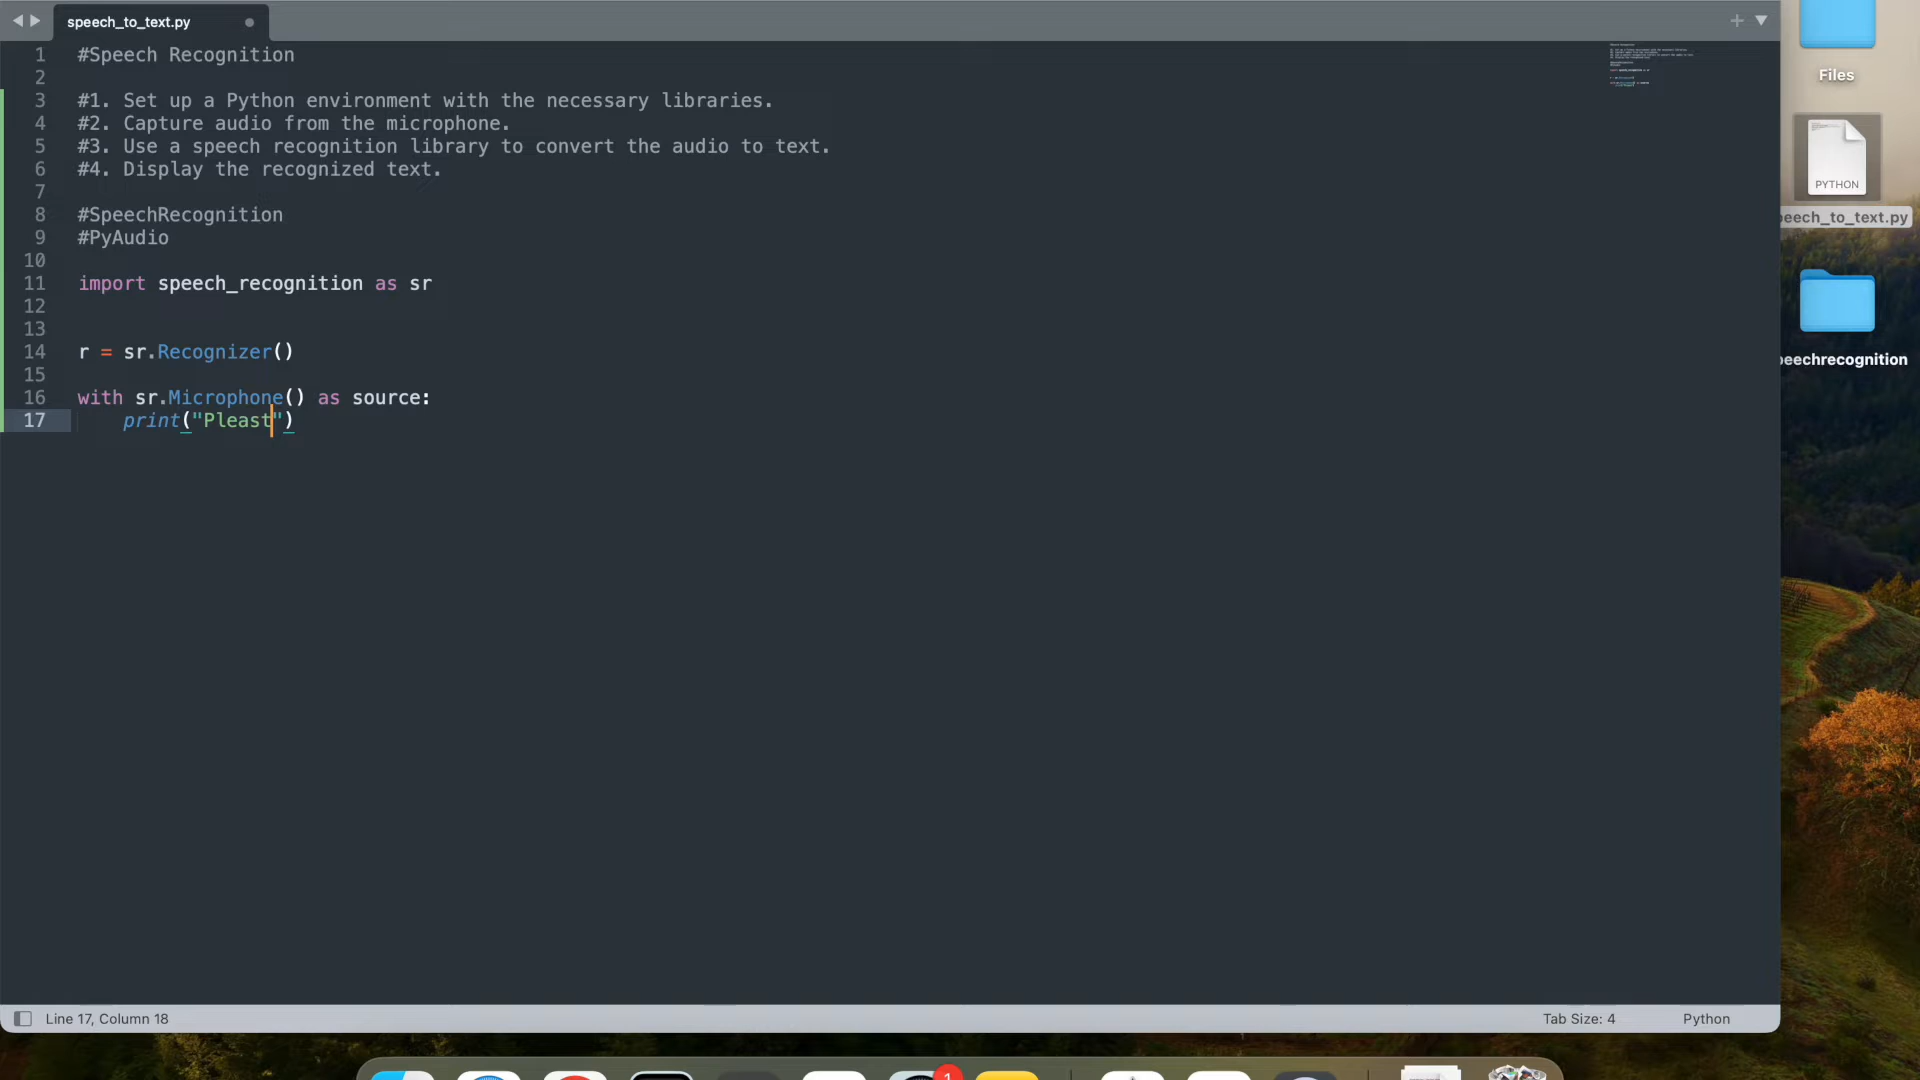 speech_to_text.py
1 #Speech Recognition
2
3 #1. Set up a Python environment with the necessary libraries.
4 #2. Capture audio from the microphone.
5 #3. Use a speech recognition library to convert the audio to text.
6 #4. Display the recognized text.
7
8 #SpeechRecognition
9 #PyAudio
10
11 import speech_recognition as sr
12
13
14 r = sr.Recognizer()
15
16 with sr.Microphone() as source:
17     print("Pleast")
Line 17, Column 18
Tab Size: 4
Python
Files
PYTHON
peech_to_text.py
peechrecognition
1